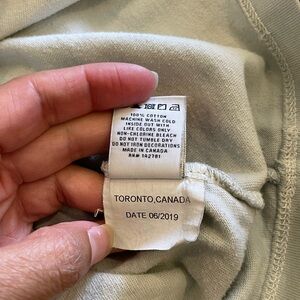 100% COTTON
MACHINE WASH COLD
INSIDE OUT WITH
LIKE COLORS ONLY
NON-CHLORINE BLEACH
DO NOT TUMBLE DRY
DO NOT IRON DECORATIONS
MADE IN CANADA
RN# 142781
TORONTO,CANADA
DATE 06/2019